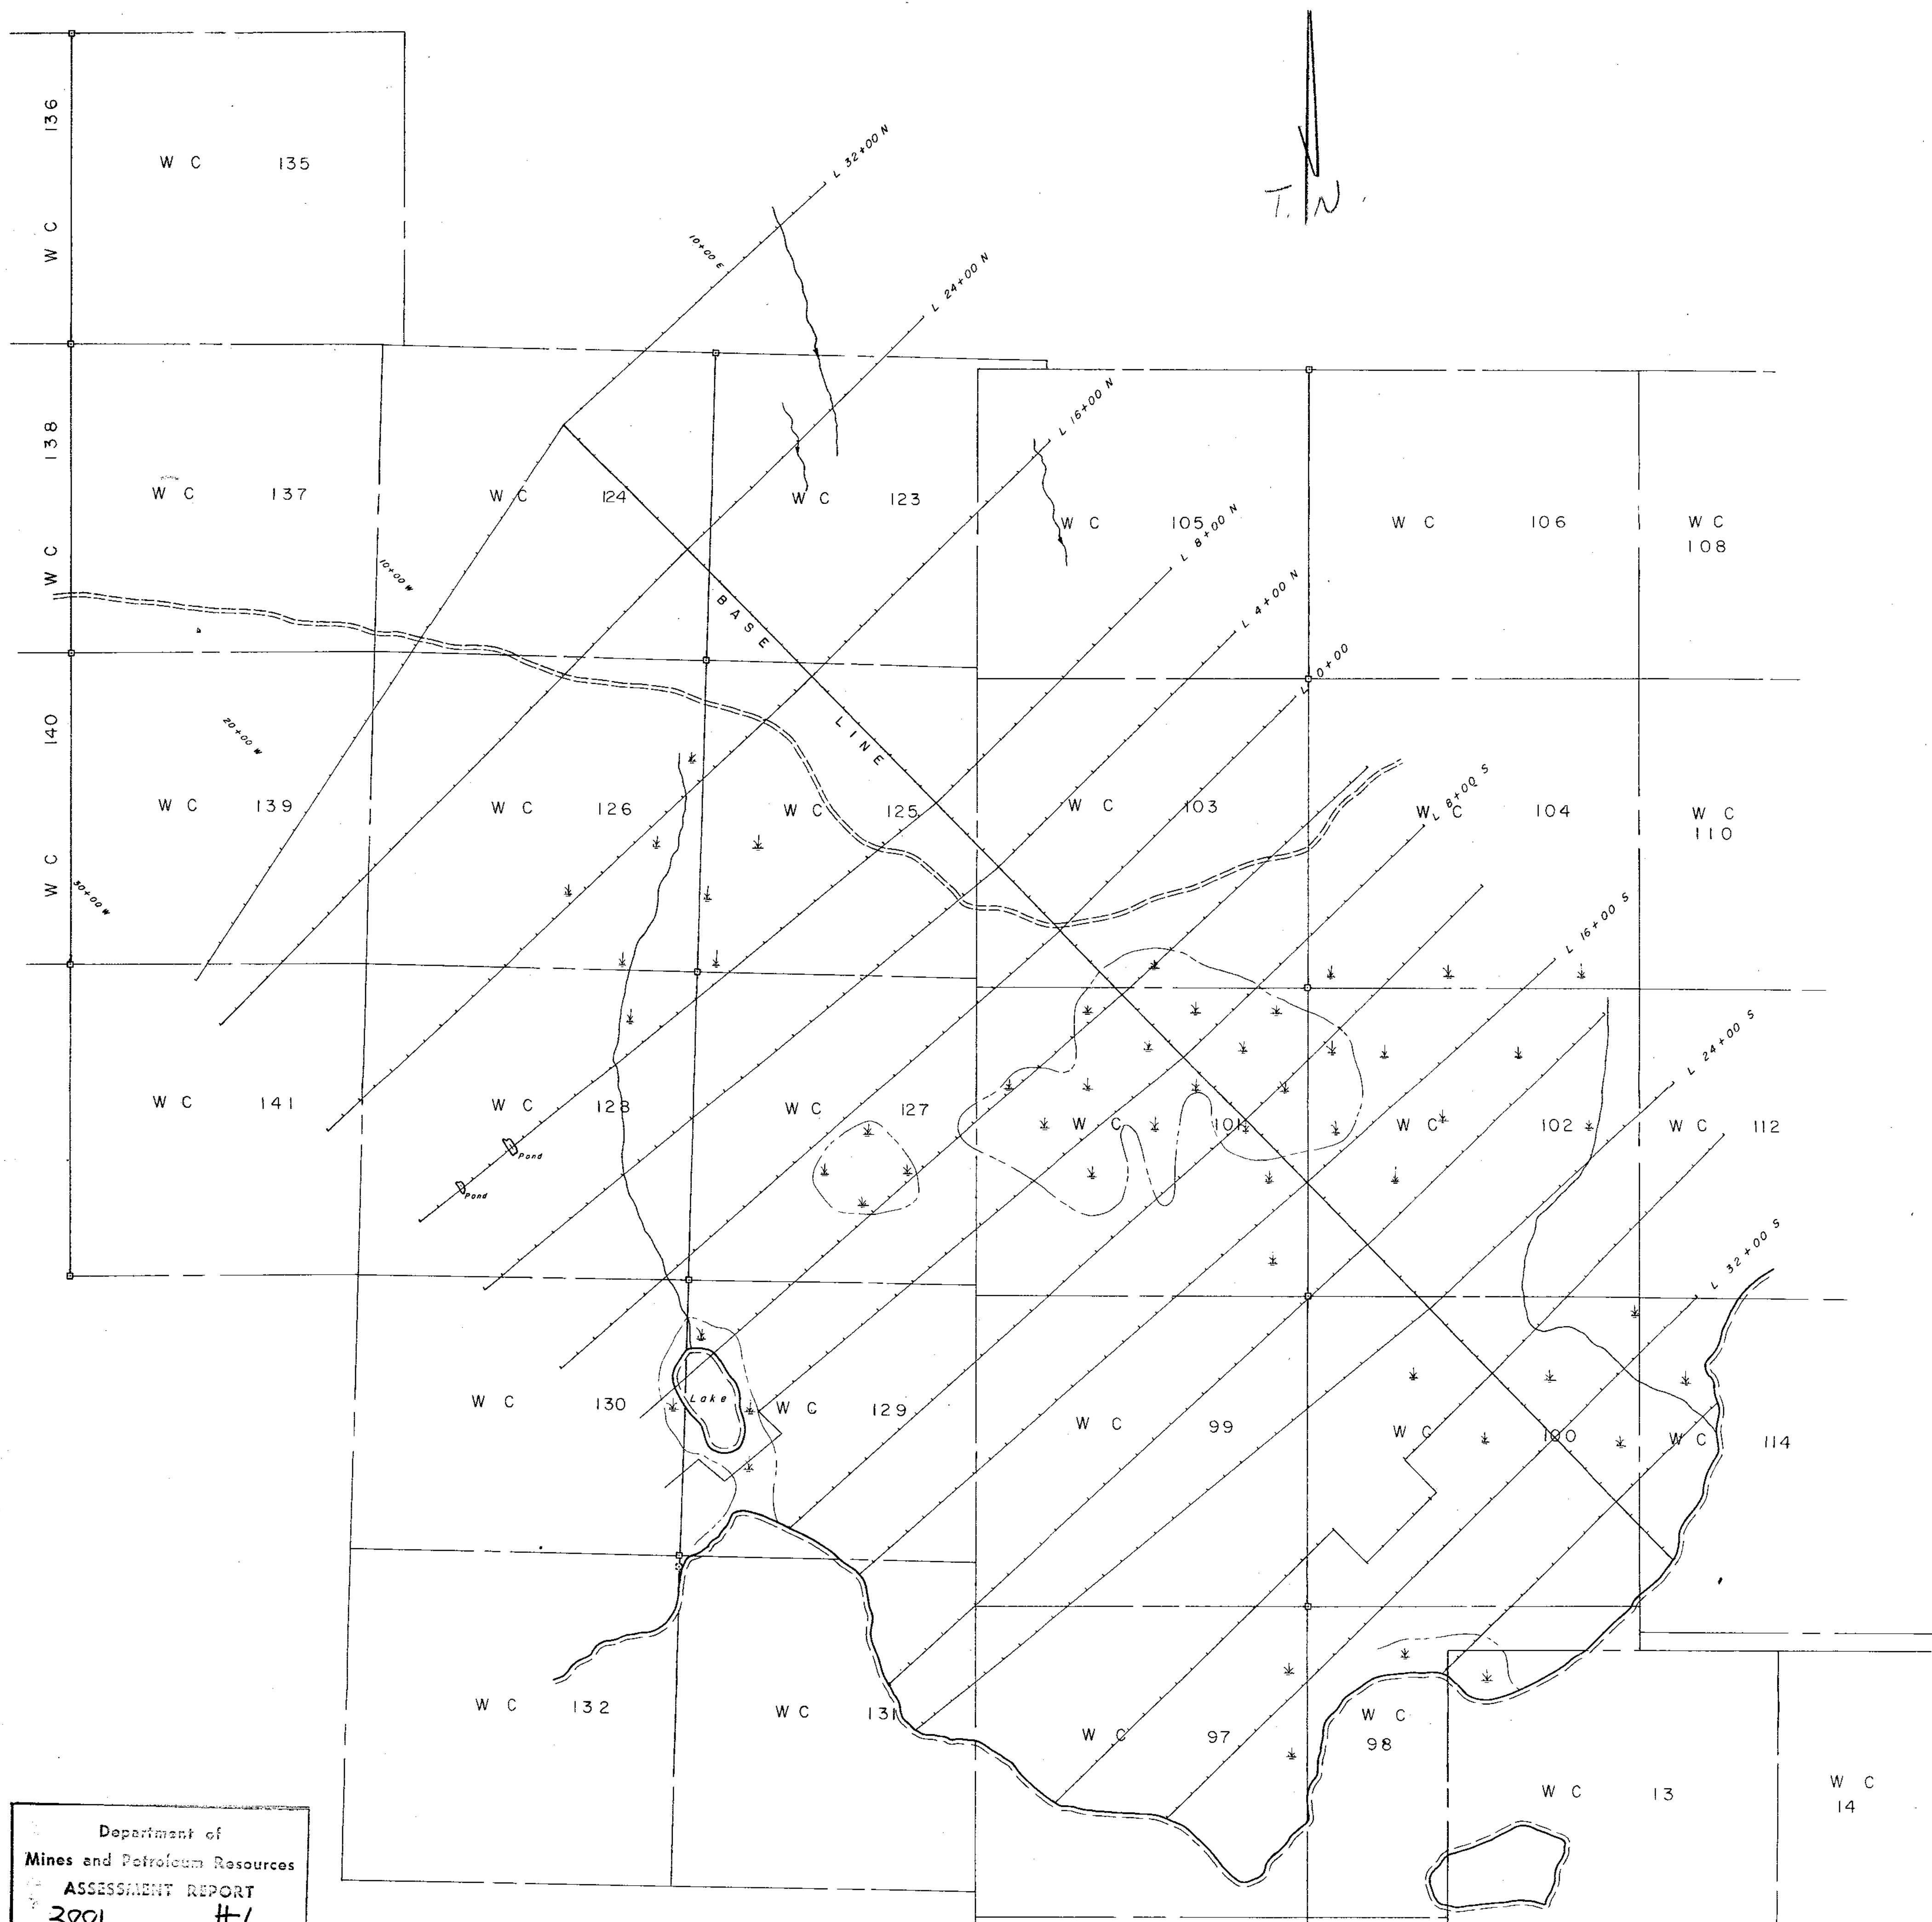 T. N.
W C 136
W C 135
L 32+00 N
10+00 E
L 24+00 N
L 16+00 N
W C 138
W C 137
W C 124
W C 123
W C 105
L 8+00 N
W C 106
W C
108
10+00 W
BASE LINE
L 4+00 N
L 0+00
W C 140
20+00 W
W C 139
W C 126
W C 125
W C 103
L 8+00 S
W C 104
W C
110
30+00 W
L 16+00 S
L 24+00 S
W C 141
W C 128
W C 127
W C 101
W C 102
W C 112
Pond
Pond
L 32+00 S
W C 130
Lake
W C 129
W C 99
W C 100
W C 114
W C 132
W C 131
W C 97
W C
98
W C 13
W C
14
Department of
Mines and Petroleum Resources
ASSESSMENT REPORT
3001 #1